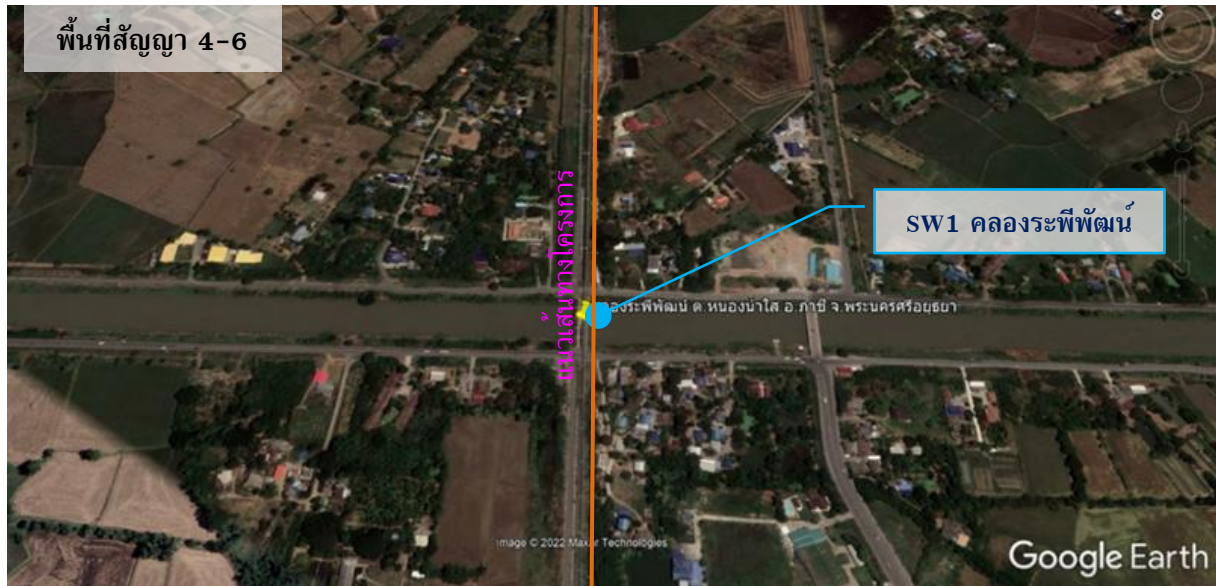 พื้นที่สัญญา 4-6
แนวเส้นทางโครงการ
SW1 คลองระพีพัฒน์
องระพีพัฒน์ ต.หนองน้ำใส อ.ภาชี จ.พระนครศรีอยุธยา
Image © 2022 Maxar Technologies
Google Earth